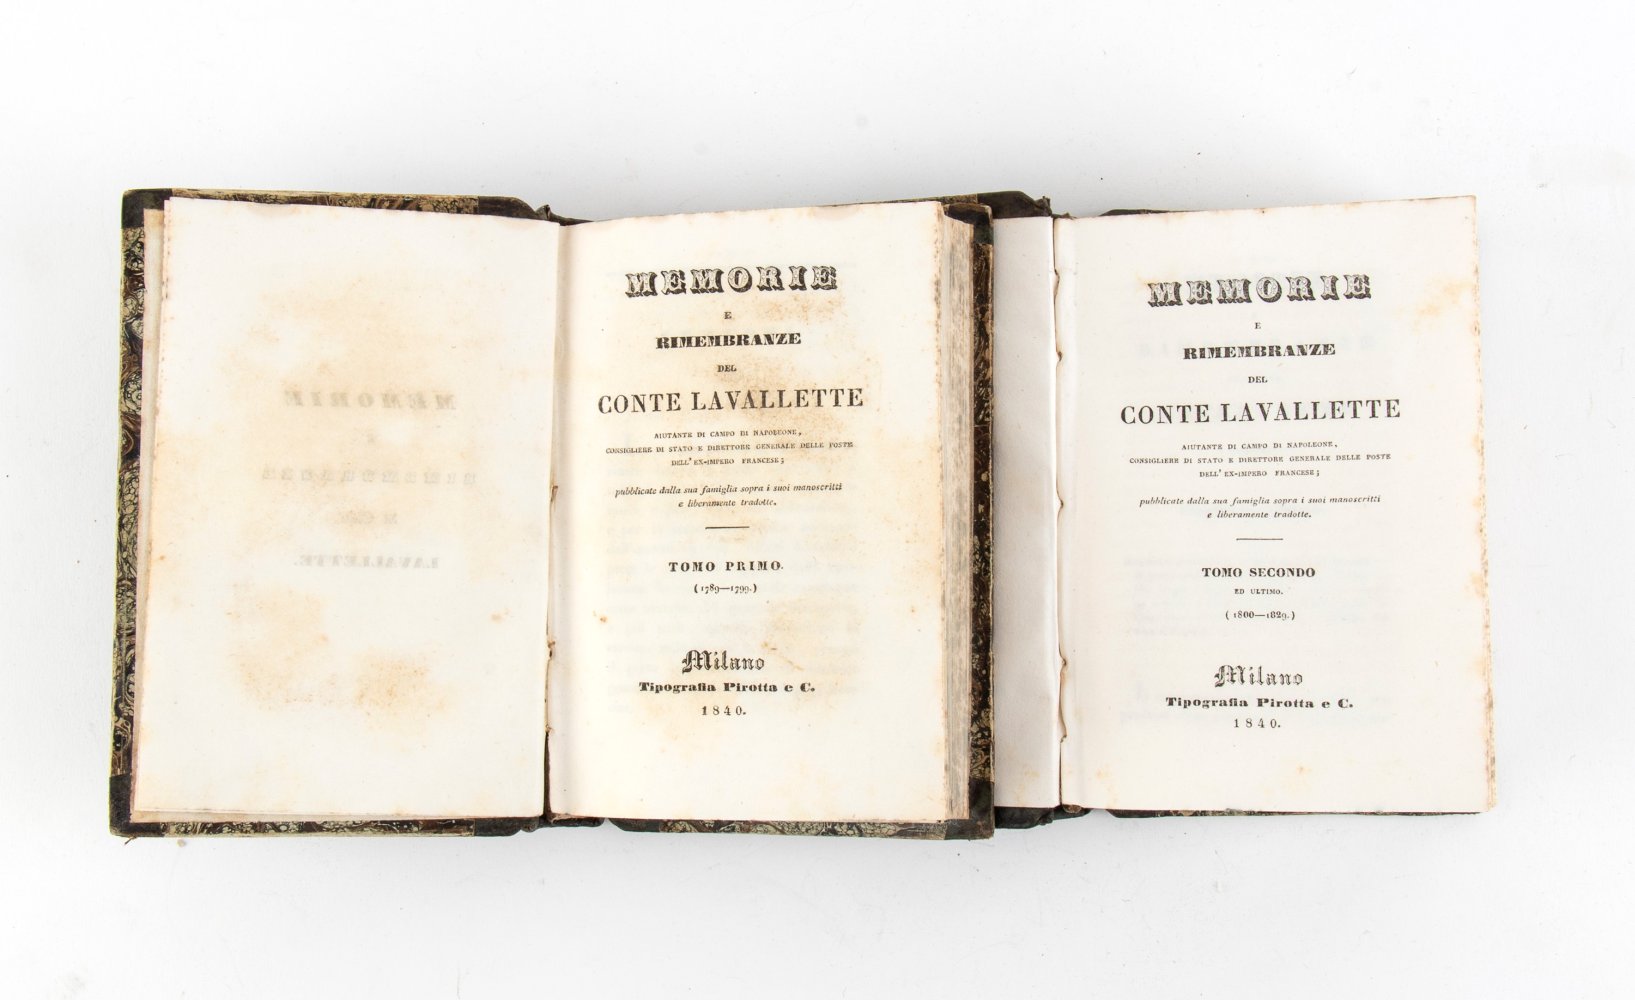 MEMORIE
E
RIMEMBRANZE
DEL
CONTE LAVALLETTE
AIUTANTE DI CAMPO DI NAPOLEONE,
CONSIGLIERE DI STATO E DIRETTORE GENERALE DELLE POSTE
DELL' EX-IMPERO FRANCESE;
pubblicate dalla sua famiglia sopra i suoi manoscritti
e liberamente tradotte.
TOMO PRIMO.
(1789—1799.)
Milano
Tipografia Pirotta e C.
1840.
MEMORIE
E
RIMEMBRANZE
DEL
CONTE LAVALLETTE
AIUTANTE DI CAMPO DI NAPOLEONE,
CONSIGLIERE DI STATO E DIRETTORE GENERALE DELLE POSTE
DELL' EX-IMPERO FRANCESE;
pubblicate dalla sua famiglia sopra i suoi manoscritti
e liberamente tradotte.
TOMO SECONDO
ED ULTIMO.
(1800—1829.)
Milano
Tipografia Pirotta e C.
1840.